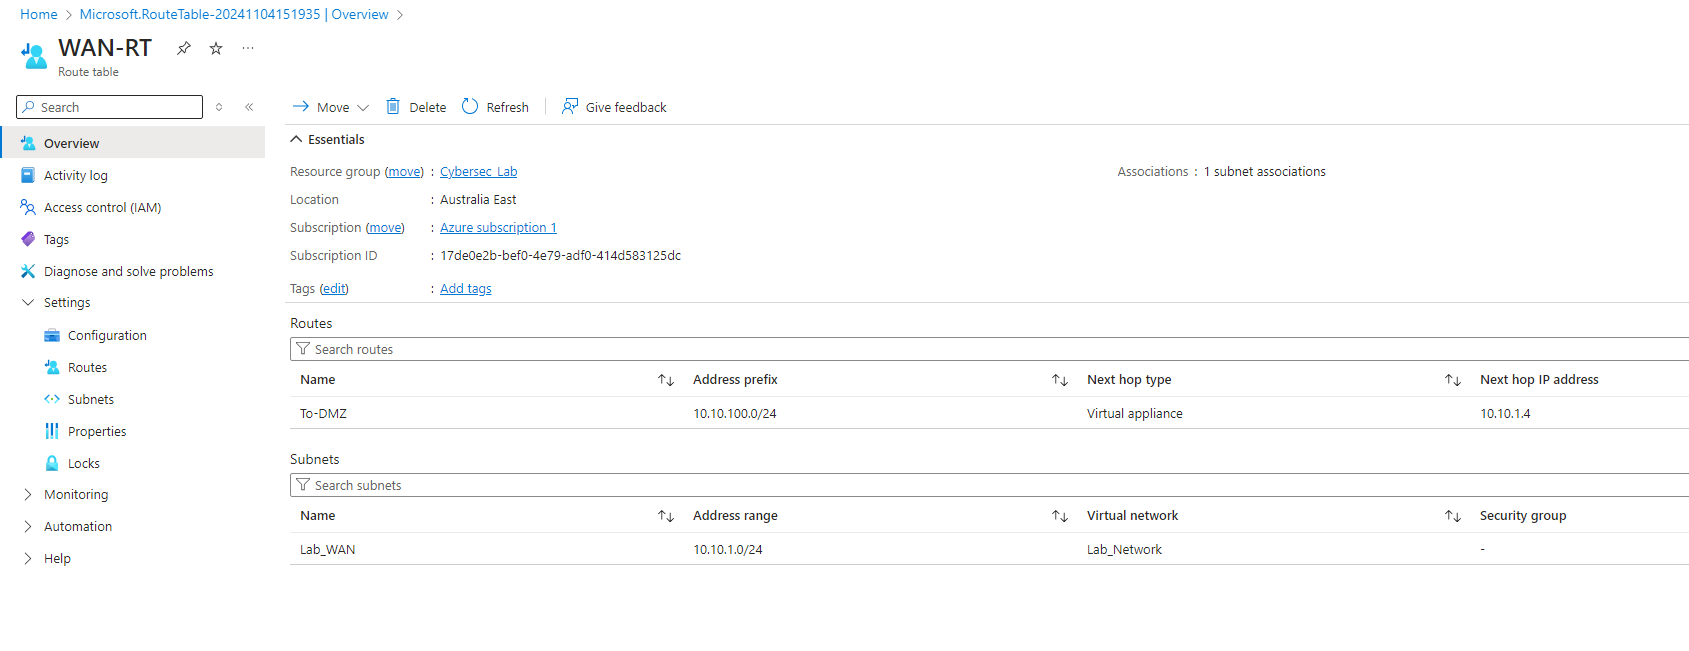 Home > Microsoft.RouteTable-20241104151935 | Overview >
WAN-RT
Route table
Search
Overview
Activity log
Access control (IAM)
Tags
Diagnose and solve problems
Settings
Configuration
Routes
Subnets
Properties
Locks
Monitoring
Automation
Help
Move Delete Refresh Give feedback
Essentials
Resource group (move) : Cybersec_Lab Associations : 1 subnet associations
Location : Australia East
Subscription (move) : Azure subscription 1
Subscription ID : 17de0e2b-bef0-4e79-adf0-414d583125dc
Tags (edit) : Add tags
Routes
Search routes
Name Address prefix Next hop type Next hop IP address
To-DMZ 10.10.100.0/24 Virtual appliance 10.10.1.4
Subnets
Search subnets
Name Address range Virtual network Security group
Lab_WAN 10.10.1.0/24 Lab_Network -